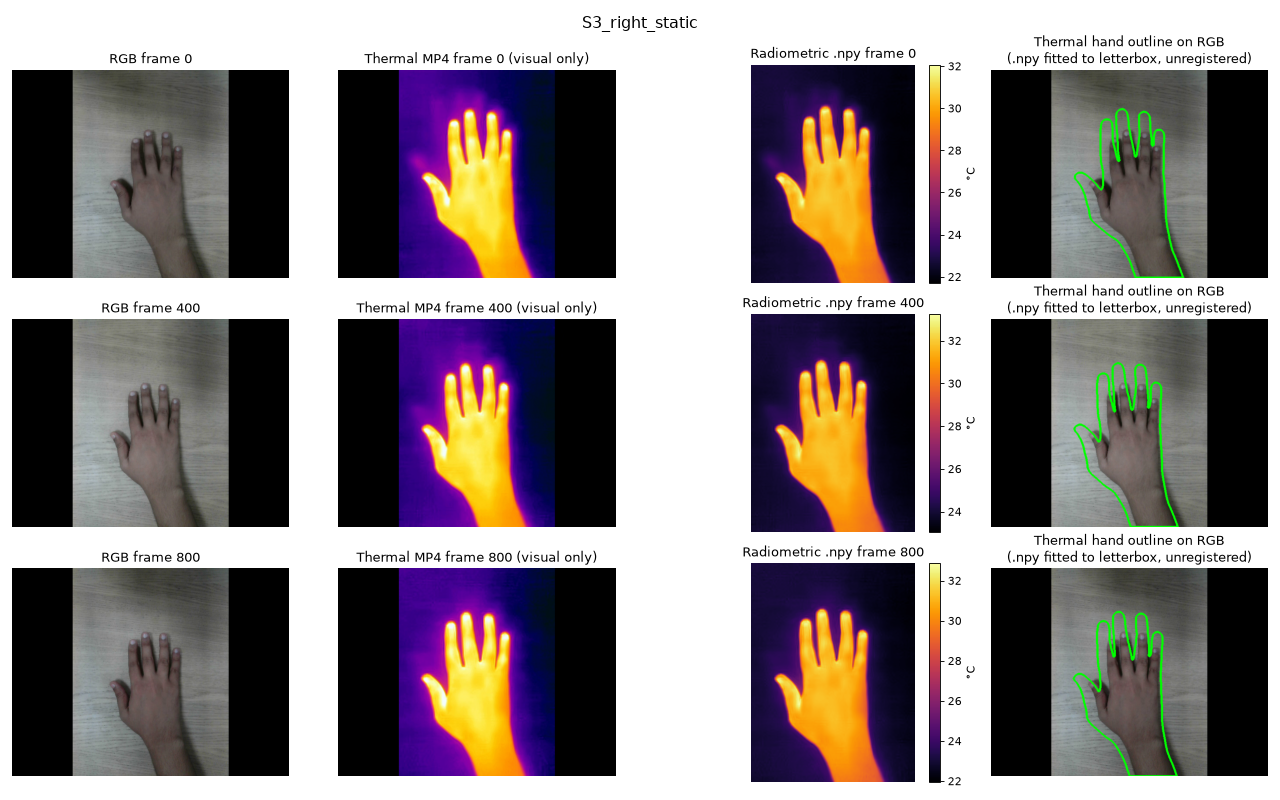 S3_right_static
RGB frame 0
Thermal MP4 frame 0 (visual only)
Radiometric .npy frame 0
32
30
28
26
24
22
°C
Thermal hand outline on RGB
(.npy fitted to letterbox, unregistered)
RGB frame 400
Thermal MP4 frame 400 (visual only)
Radiometric .npy frame 400
32
30
28
26
24
°C
Thermal hand outline on RGB
(.npy fitted to letterbox, unregistered)
RGB frame 800
Thermal MP4 frame 800 (visual only)
Radiometric .npy frame 800
32
30
28
26
24
22
°C
Thermal hand outline on RGB
(.npy fitted to letterbox, unregistered)